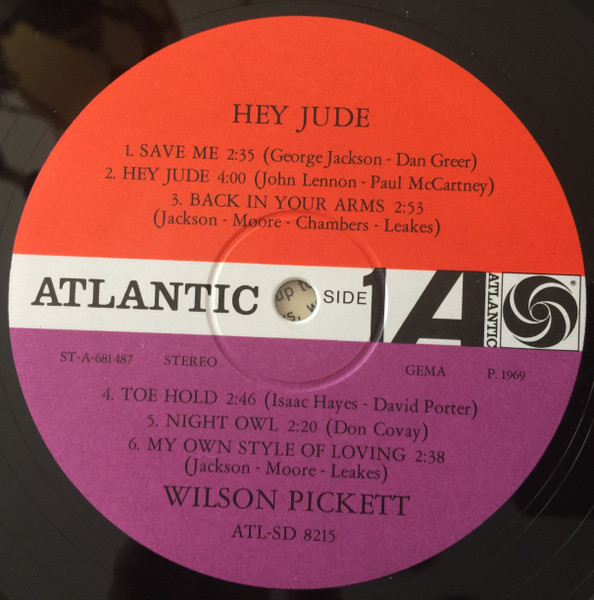 HEY JUDE
1. SAVE ME 2:35 (George Jackson - Dan Greer)
2. HEY JUDE 4:00 (John Lennon - Paul McCartney)
3. BACK IN YOUR ARMS 2:53
(Jackson - Moore - Chambers - Leakes)
ATLANTIC SIDE 1 A ATLANTIC ®
up to
ST-A-681487 STEREO GEMA P. 1969
4. TOE HOLD 2:46 (Isaac Hayes - David Porter)
5. NIGHT OWL 2:20 (Don Covay)
6. MY OWN STYLE OF LOVING 2:38
(Jackson - Moore - Leakes)
WILSON PICKETT
ATL-SD 8215